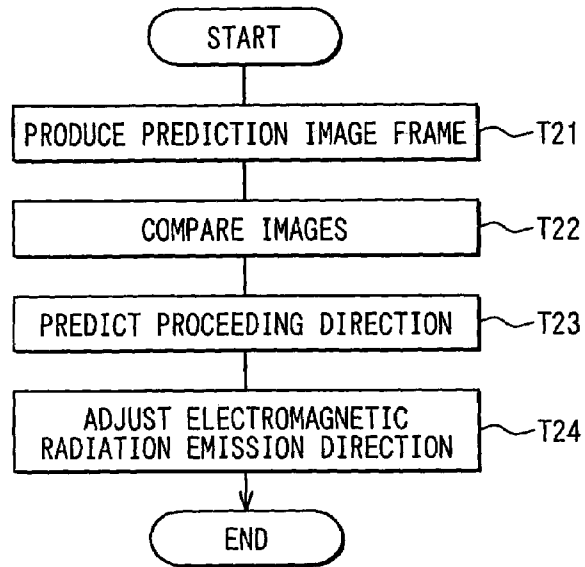 START
PRODUCE PREDICTION IMAGE FRAME
T21
COMPARE IMAGES
T22
PREDICT PROCEEDING DIRECTION
T23
ADJUST ELECTROMAGNETIC
RADIATION EMISSION DIRECTION
T24
END